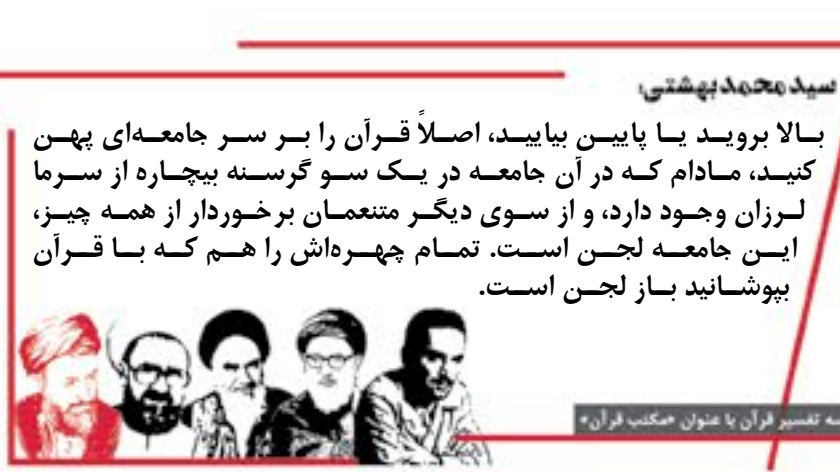 سید محمد بهشتی:
بالا بروید یا پایین بیایید، اصلاً قرآن را بر سر جامعه‌ای پهن
کنید، مادام که در آن جامعه در یک سو گرسنه بیچاره از سرما
لرزان وجود دارد، و از سوی دیگر متنعمان برخوردار از همه چیز،
این جامعه لجن است. تمام چهره‌اش را هم که با قرآن
بپوشانید باز لجن است.
تفسیر قرآن با عنوان «مکتب قرآن»